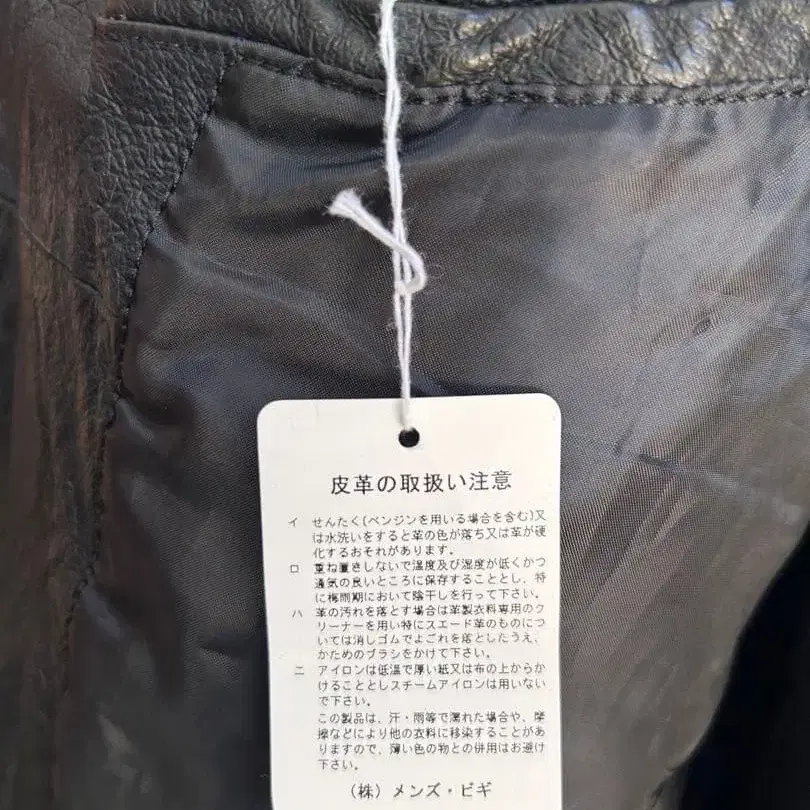 皮革の取扱い注意
イ せんたく(ベンジンを用いる場合を含む)又
は水洗いをすると革の色が落ち又は革が硬
化するおそれがあります。
ロ 重ね置きしないで温度及び湿度が低くかつ
通気の良いところに保存することとし、特
に梅雨期において陰干しを行って下さい。
ハ 革の汚れを落とす場合は革製衣料専用のク
リーナーを用い特にスエード革のものにつ
いては消しゴムでよごれを落としたうえ、
かためのブラシをかけて下さい。
ニ アイロンは低温で厚い紙又は布の上からか
けることとしスチームアイロンは用いない
で下さい。
この製品は、汗・雨等で濡れた場合や、摩
擦などにより他の衣料に移染することがあ
りますので、薄い色の物との併用はお避け
下さい。
（株）メンズ・ビギ